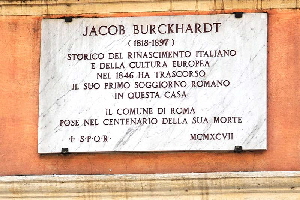 JACOB BURCKHARDT
(1818-1897)
STORICO DEL RINASCIMENTO ITALIANO
E DELLA CULTURA EUROPEA
NEL 1846 HA TRASCORSO
IL SUO PRIMO SOGGIORNO ROMANO
IN QUESTA CASA
IL COMUNE DI ROMA
POSE NEL CENTENARIO DELLA SUA MORTE
S·P·Q·R· MCMXCVII